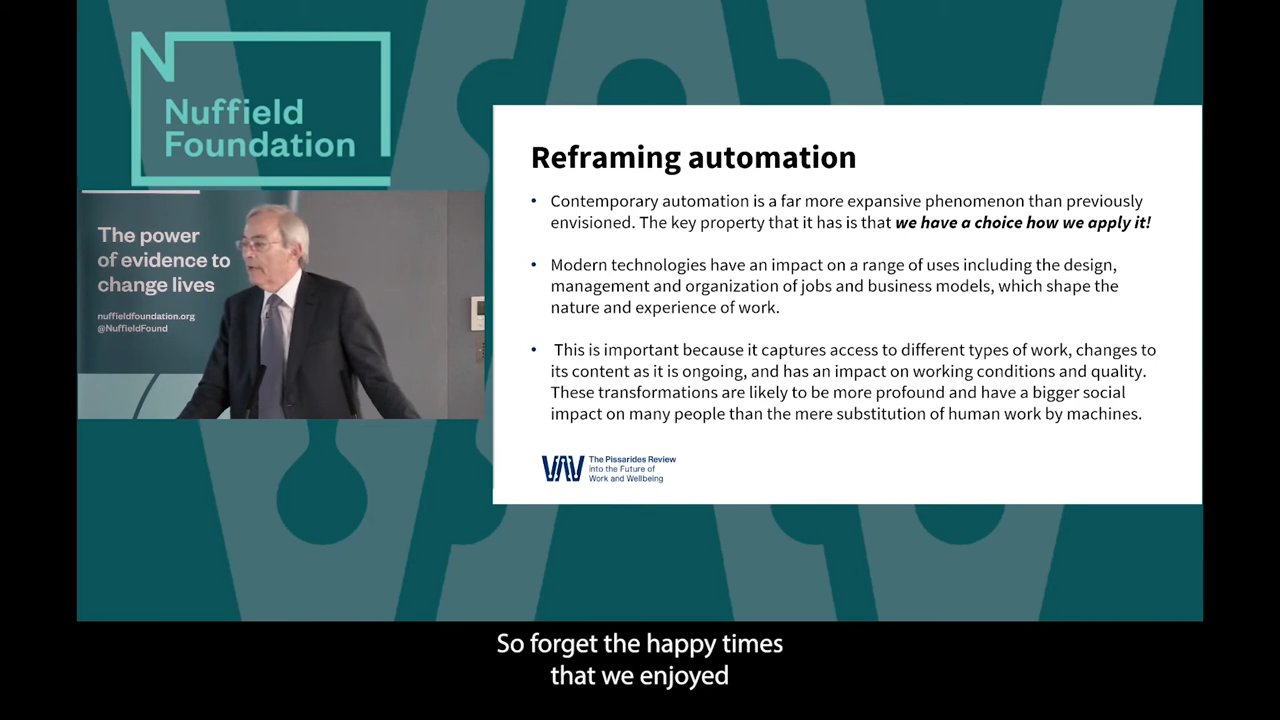 Nuffield
Foundation
The power
of evidence to
change lives
nuffieldfoundation.org
@NuffieldFound
Reframing automation
• Contemporary automation is a far more expansive phenomenon than previously
envisioned. The key property that it has is that we have a choice how we apply it!
• Modern technologies have an impact on a range of uses including the design,
management and organization of jobs and business models, which shape the
nature and experience of work.
• This is important because it captures access to different types of work, changes to
its content as it is ongoing, and has an impact on working conditions and quality.
These transformations are likely to be more profound and have a bigger social
impact on many people than the mere substitution of human work by machines.
The Pissarides Review
into the Future of
Work and Wellbeing
So forget the happy times
that we enjoyed